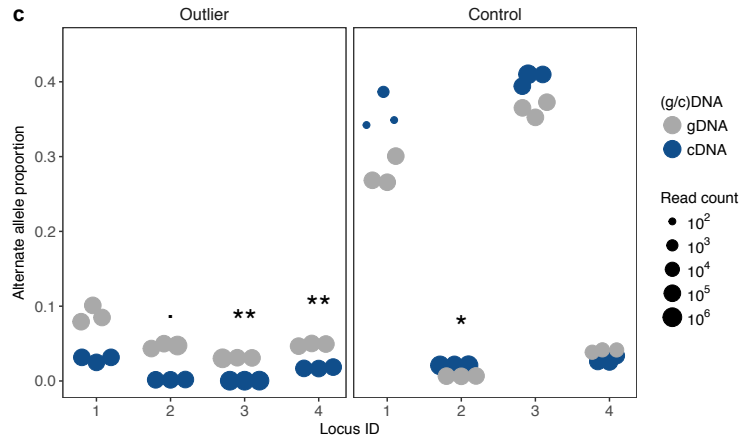 c
Outlier
Control
Alternate allele proportion
0.4
0.3
0.2
0.1
0.0
.
**
**
*
1
2
3
4
1
2
3
4
Locus ID
(g/c)DNA
gDNA
cDNA
Read count
10²
10³
10⁴
10⁵
10⁶